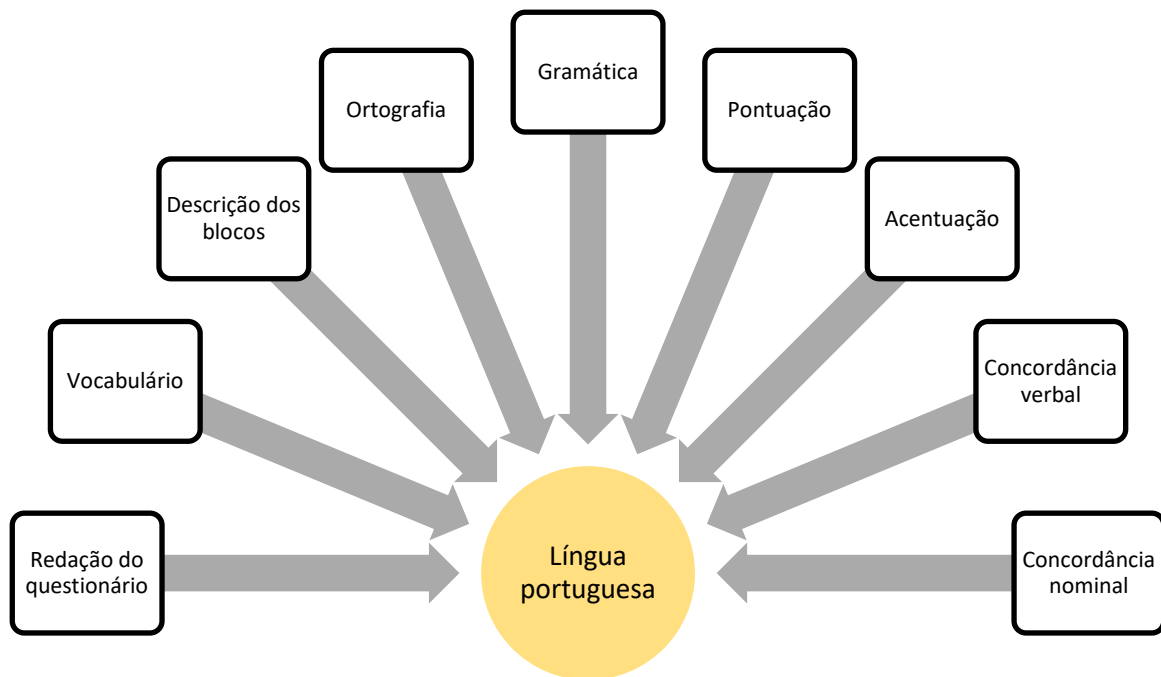 Gramática
Ortografia
Pontuação
Descrição dos
blocos
Acentuação
Vocabulário
Concordância
verbal
Redação do
questionário
Língua
portuguesa
Concordância
nominal